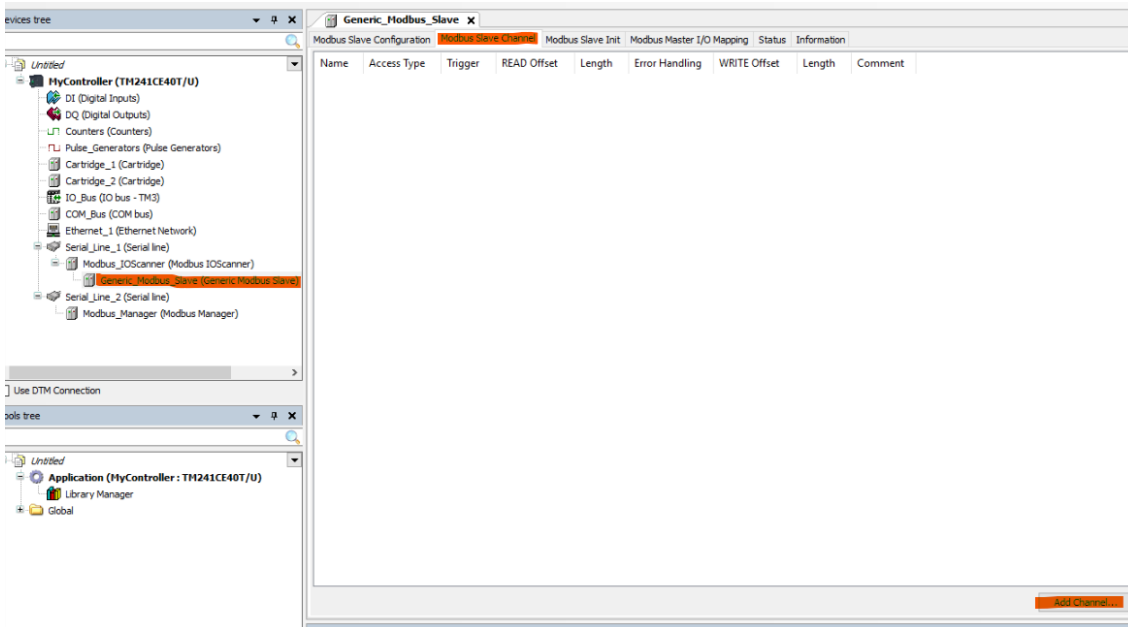 evices tree
Untitled
MyController (TM241CE40T/U)
DI (Digital Inputs)
DQ (Digital Outputs)
Counters (Counters)
Pulse_Generators (Pulse Generators)
Cartridge_1 (Cartridge)
Cartridge_2 (Cartridge)
IO_Bus (IO bus - TM3)
COM_Bus (COM bus)
Ethernet_1 (Ethernet Network)
Serial_Line_1 (Serial line)
Modbus_IOScanner (Modbus IOScanner)
Generic_Modbus_Slave (Generic Modbus Slave)
Serial_Line_2 (Serial line)
Modbus_Manager (Modbus Manager)
Use DTM Connection
ools tree
Untitled
Application (MyController : TM241CE40T/U)
Library Manager
Global
Generic_Modbus_Slave
Modbus Slave Configuration Modbus Slave Channel Modbus Slave Init Modbus Master I/O Mapping Status Information
Name Access Type Trigger READ Offset Length Error Handling WRITE Offset Length Comment
Add Channel...